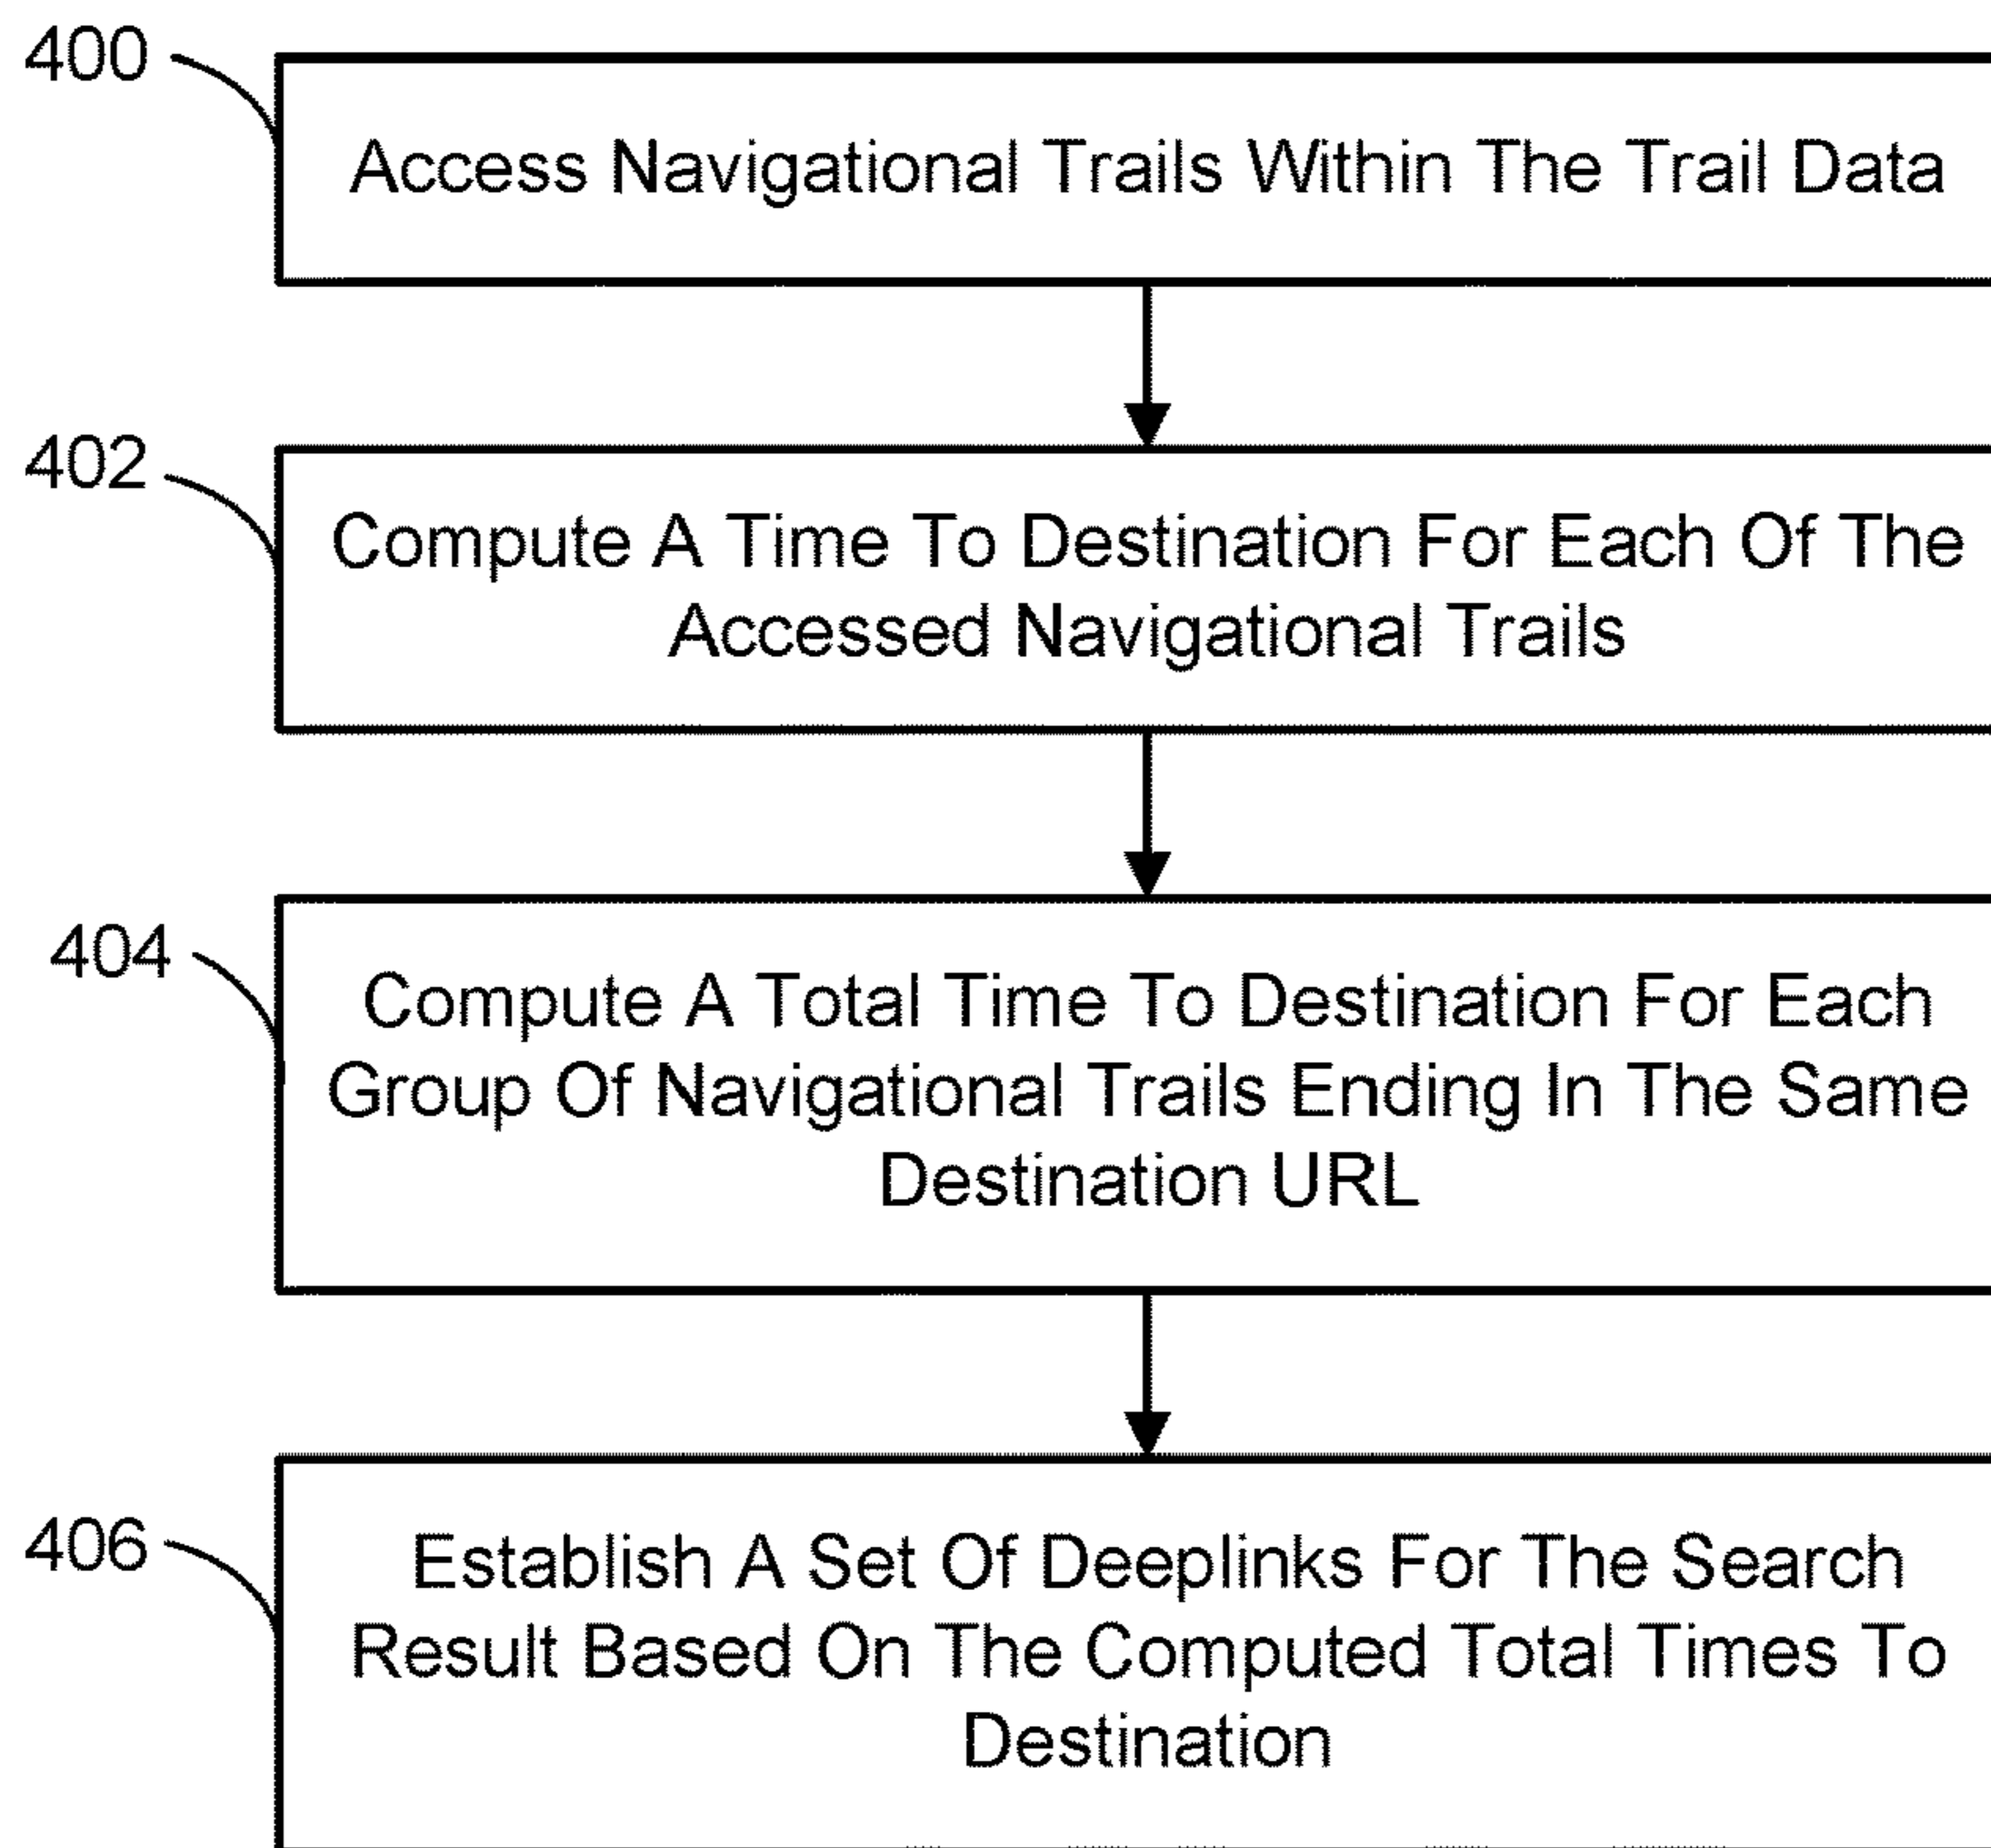 400
Access Navigational Trails Within The Trail Data
402
Compute A Time To Destination For Each Of The
Accessed Navigational Trails
404
Compute A Total Time To Destination For Each
Group Of Navigational Trails Ending In The Same
Destination URL
406
Establish A Set Of Deeplinks For The Search
Result Based On The Computed Total Times To
Destination